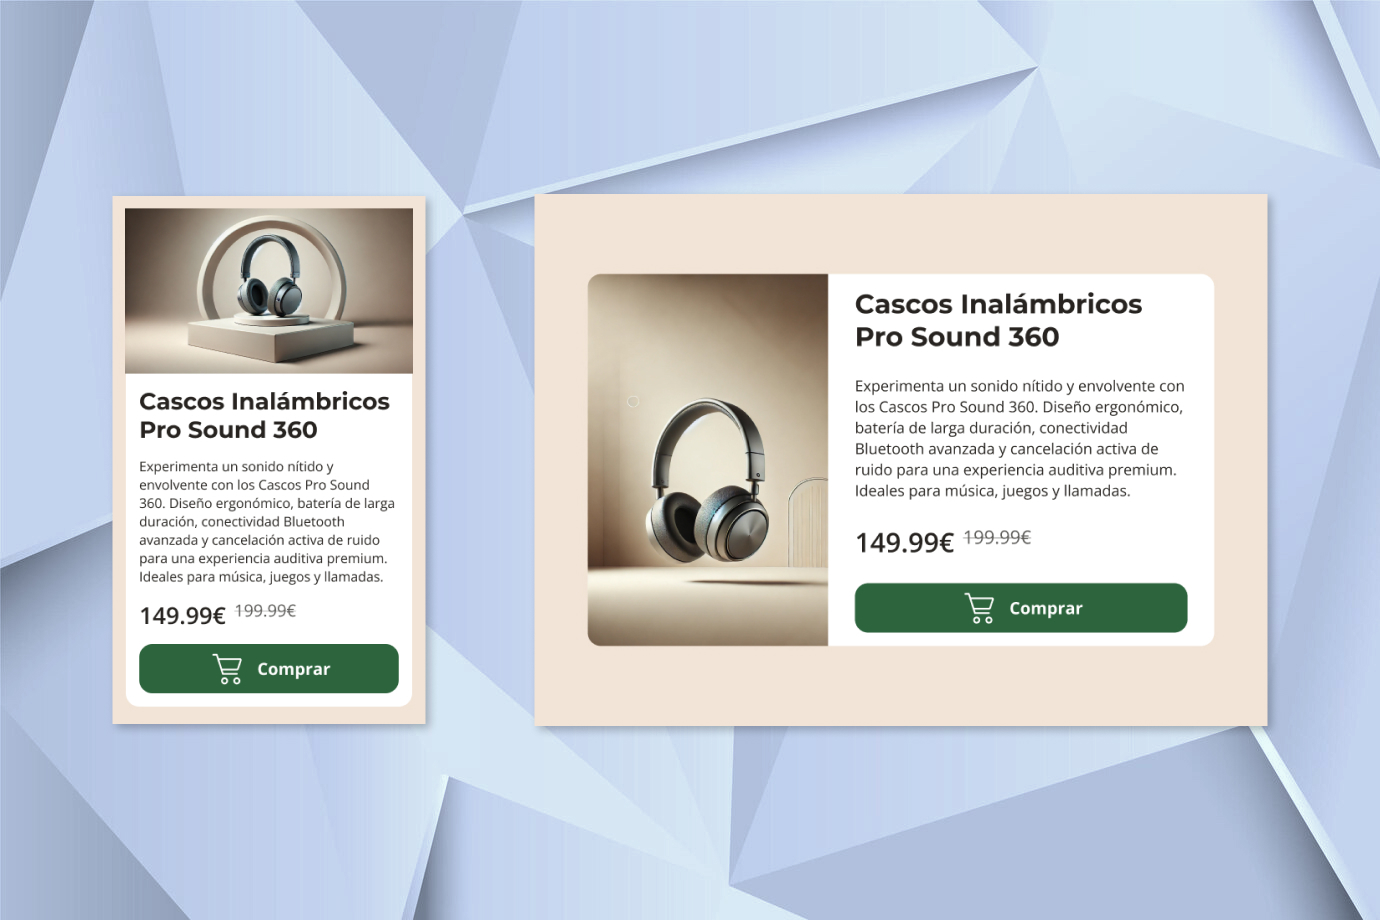 Cascos Inalámbricos
Pro Sound 360
Experimenta un sonido nítido y
envolvente con los Cascos Pro Sound
360. Diseño ergonómico, batería de larga
duración, conectividad Bluetooth
avanzada y cancelación activa de ruido
para una experiencia auditiva premium.
Ideales para música, juegos y llamadas.
149.99€ 199.99€
Comprar
Cascos Inalámbricos
Pro Sound 360
Experimenta un sonido nítido y envolvente con
los Cascos Pro Sound 360. Diseño ergonómico,
batería de larga duración, conectividad
Bluetooth avanzada y cancelación activa de
ruido para una experiencia auditiva premium.
Ideales para música, juegos y llamadas.
149.99€ 199.99€
Comprar